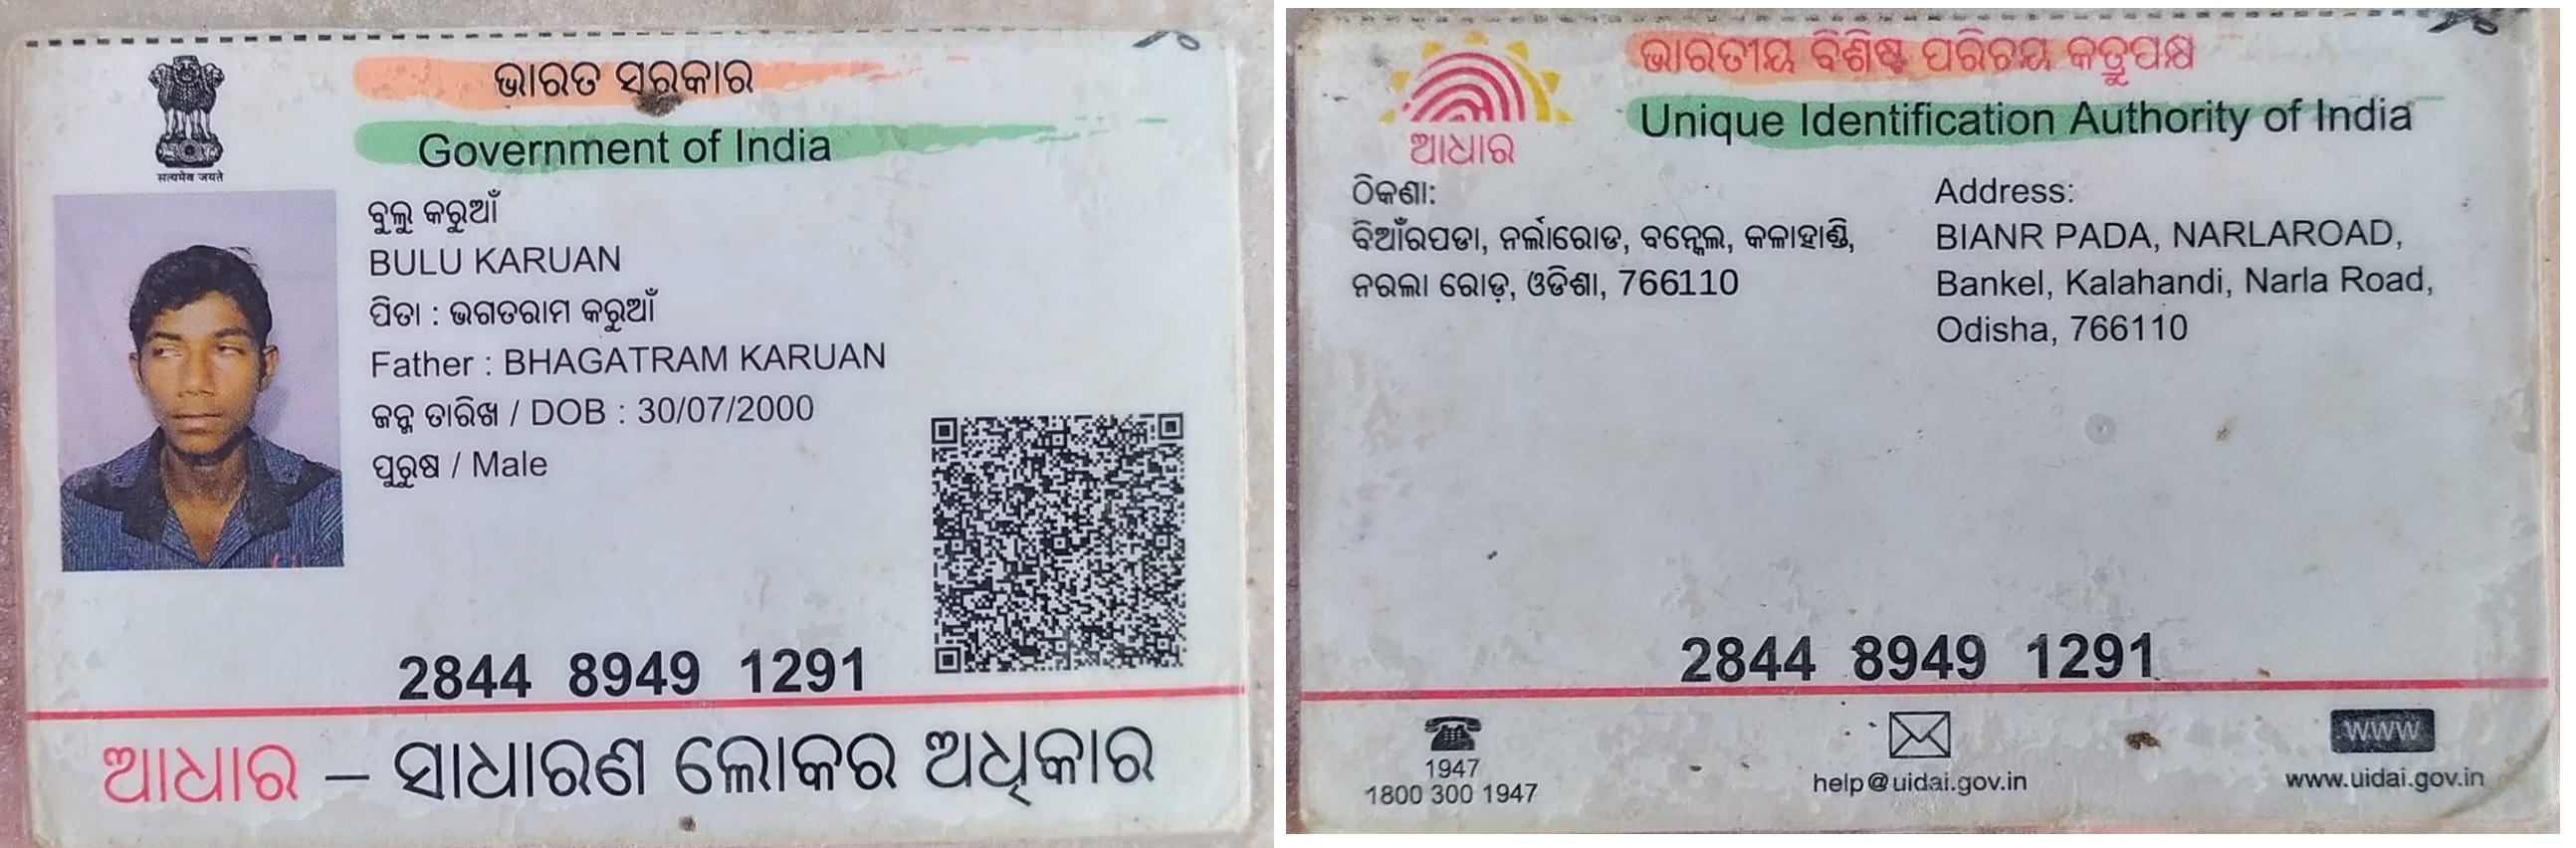 ଭାରତ ସରକାର
Government of India
सत्यमेव जयते
ବୁଲୁ କରୁଆଁ
BULU KARUAN
ପିତା : ଭଗତରାମ କରୁଆଁ
Father : BHAGATRAM KARUAN
ଜନ୍ମ ତାରିଖ / DOB : 30/07/2000
ପୁରୁଷ / Male
2844 8949 1291
ଆଧାର – ସାଧାରଣ ଲୋକର ଅଧିକାର
ଭାରତୀୟ ବିଶିଷ୍ଟ ପରିଚୟ କର୍ତ୍ତୃପକ୍ଷ
Unique Identification Authority of India
ଆଧାର
ଠିକଣା:
ବିଆଁରପଡା, ନର୍ଲାରୋଡ, ବନ୍କେଲ, କଳାହାଣ୍ଡି,
ନରଲା ରୋଡ଼, ଓଡିଶା, 766110
Address:
BIANR PADA, NARLAROAD,
Bankel, Kalahandi, Narla Road,
Odisha, 766110
2844 8949 1291
1947
1800 300 1947
help@uidai.gov.in
www
www.uidai.gov.in